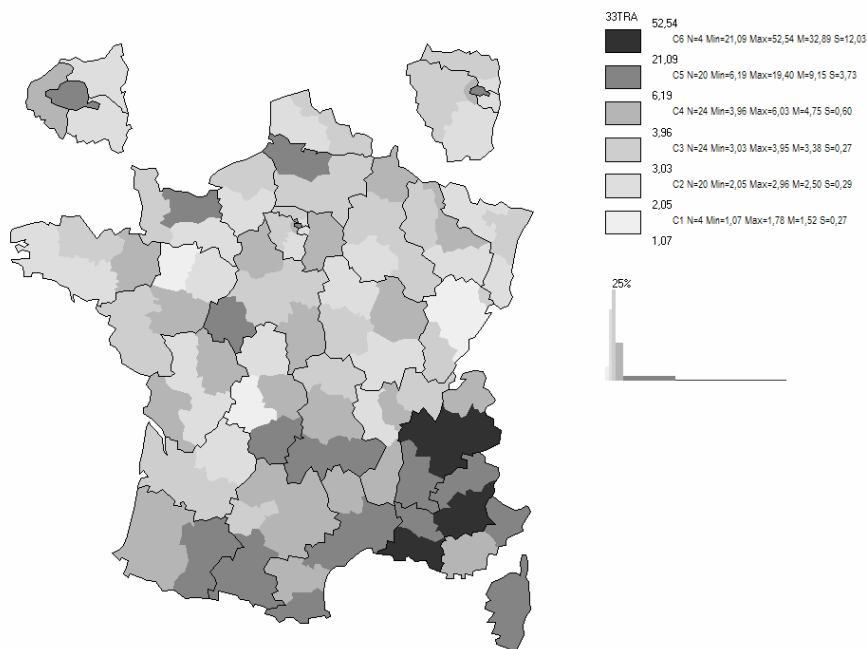 33TRA
52,54
C6 N=4 Min=21,09 Max=52,54 M=32,89 S=12,03
21,09
C5 N=20 Min=6,19 Max=19,40 M=9,15 S=3,73
6,19
C4 N=24 Min=3,96 Max=6,03 M=4,75 S=0,60
3,96
C3 N=24 Min=3,03 Max=3,95 M=3,38 S=0,27
3,03
C2 N=20 Min=2,05 Max=2,96 M=2,50 S=0,29
2,05
C1 N=4 Min=1,07 Max=1,78 M=1,52 S=0,27
1,07
25%